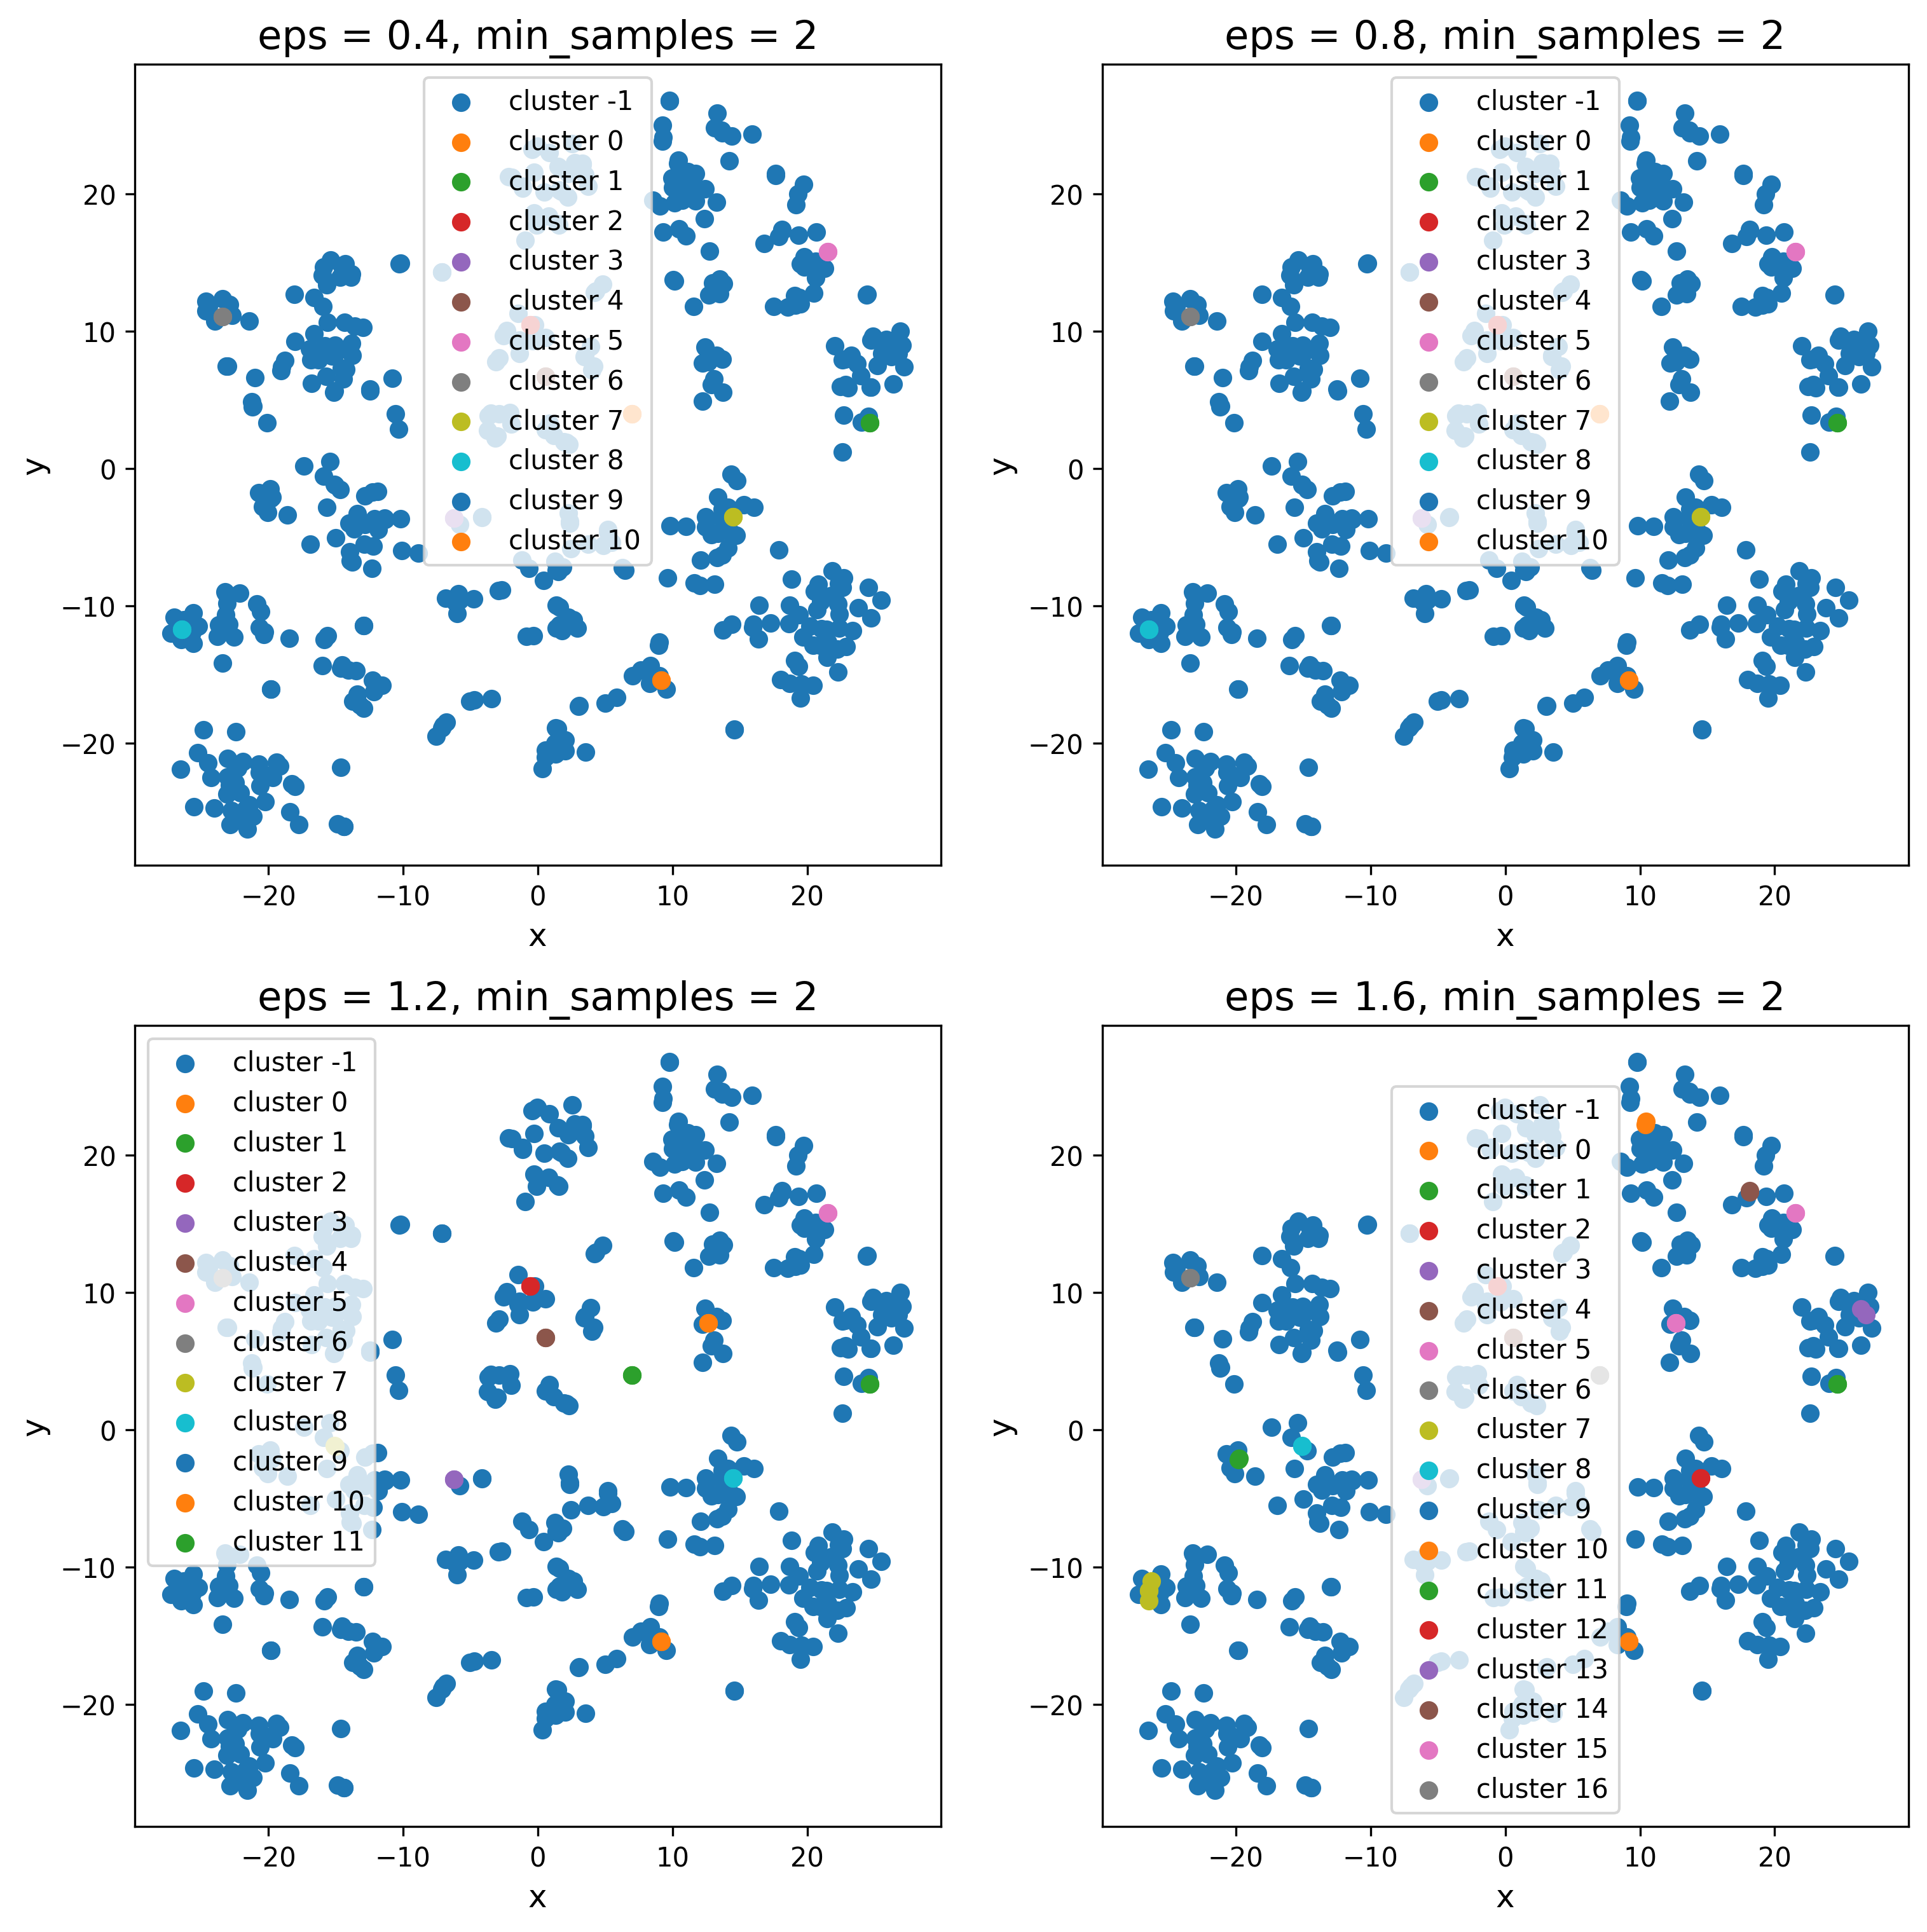 eps = 0.4, min_samples = 2
cluster -1
cluster 0
cluster 1
cluster 2
cluster 3
cluster 4
cluster 5
cluster 6
cluster 7
cluster 8
cluster 9
cluster 10
20
10
0
−10
−20
y
−20 −10 0 10 20
x
eps = 0.8, min_samples = 2
cluster -1
cluster 0
cluster 1
cluster 2
cluster 3
cluster 4
cluster 5
cluster 6
cluster 7
cluster 8
cluster 9
cluster 10
20
10
0
−10
−20
y
−20 −10 0 10 20
x
eps = 1.2, min_samples = 2
cluster -1
cluster 0
cluster 1
cluster 2
cluster 3
cluster 4
cluster 5
cluster 6
cluster 7
cluster 8
cluster 9
cluster 10
cluster 11
20
10
0
−10
−20
y
−20 −10 0 10 20
x
eps = 1.6, min_samples = 2
cluster -1
cluster 0
cluster 1
cluster 2
cluster 3
cluster 4
cluster 5
cluster 6
cluster 7
cluster 8
cluster 9
cluster 10
cluster 11
cluster 12
cluster 13
cluster 14
cluster 15
cluster 16
20
10
0
−10
−20
y
−20 −10 0 10 20
x